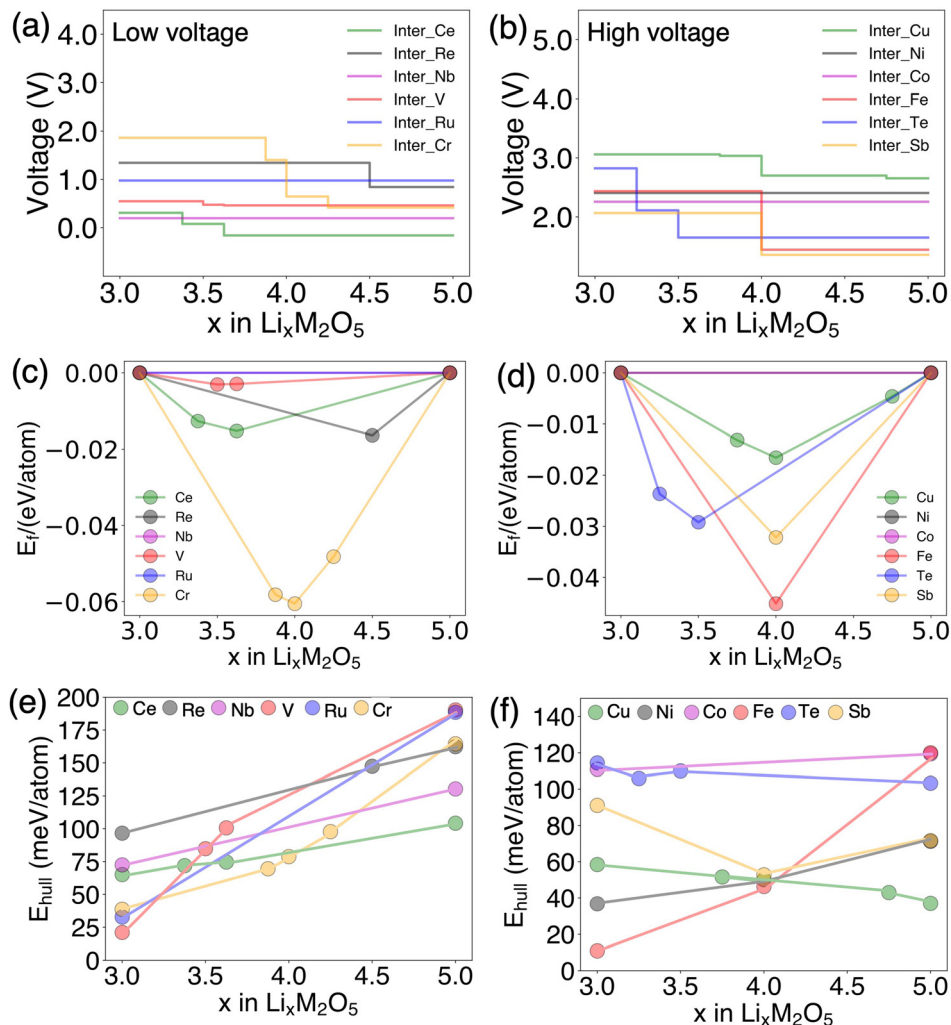 (a) Low voltage
Voltage (V)
4.0
3.0
2.0
1.0
0.0
Inter_Ce
Inter_Re
Inter_Nb
Inter_V
Inter_Ru
Inter_Cr
3.0 3.5 4.0 4.5 5.0
x in LiₓM₂O₅
(b) High voltage
Voltage (V)
5.0
4.0
3.0
2.0
Inter_Cu
Inter_Ni
Inter_Co
Inter_Fe
Inter_Te
Inter_Sb
3.0 3.5 4.0 4.5 5.0
x in LiₓM₂O₅
(c)
E_f/(eV/atom)
0.00
−0.02
−0.04
−0.06
Ce
Re
Nb
V
Ru
Cr
3.0 3.5 4.0 4.5 5.0
x in LiₓM₂O₅
(d)
E_f/(eV/atom)
0.00
−0.01
−0.02
−0.03
−0.04
Cu
Ni
Co
Fe
Te
Sb
3.0 3.5 4.0 4.5 5.0
x in LiₓM₂O₅
(e)
E_hull (meV/atom)
200
175
150
125
100
75
50
25
0
Ce Re Nb V Ru Cr
3.0 3.5 4.0 4.5 5.0
x in LiₓM₂O₅
(f)
E_hull (meV/atom)
140
120
100
80
60
40
20
0
Cu Ni Co Fe Te Sb
3.0 3.5 4.0 4.5 5.0
x in LiₓM₂O₅